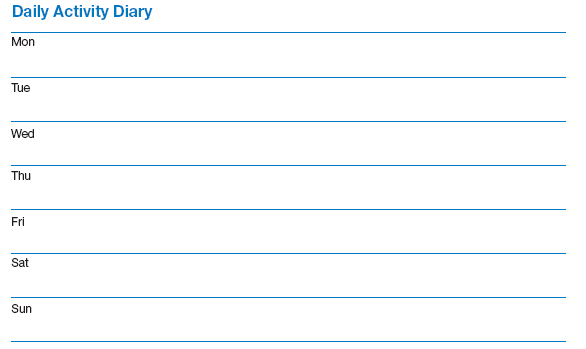 Daily Activity Diary
Mon
Tue
Wed
Thu
Fri
Sat
Sun